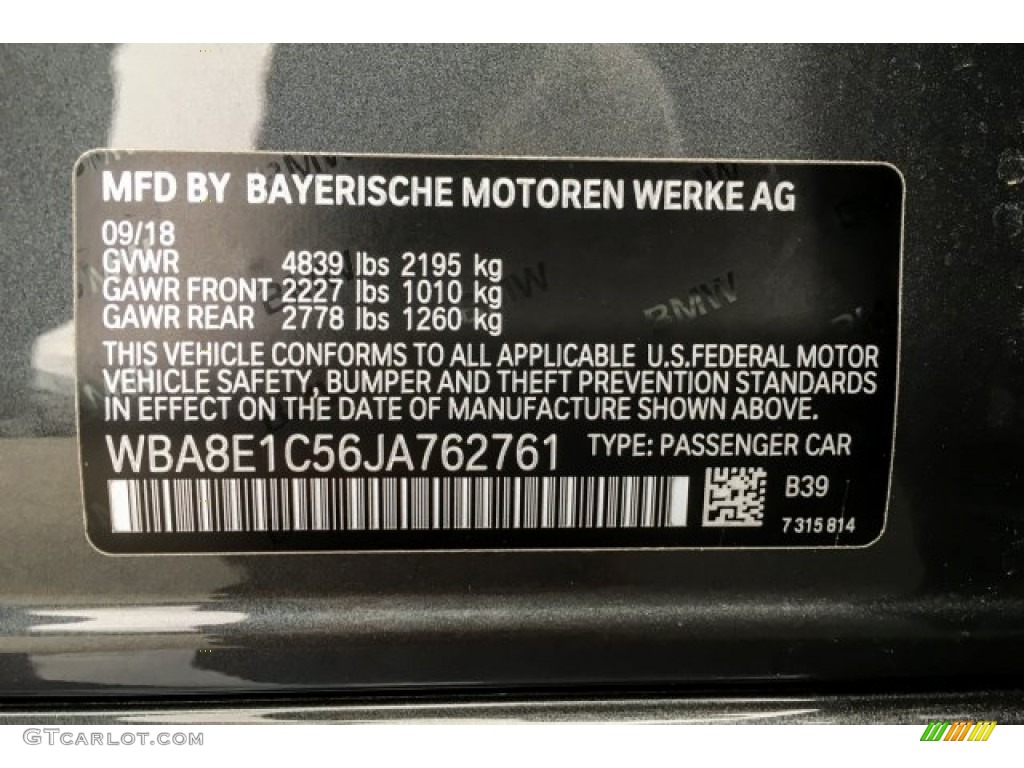 MFD BY BAYERISCHE MOTOREN WERKE AG
09/18
GVWR 4839 lbs 2195 kg
GAWR FRONT 2227 lbs 1010 kg
GAWR REAR 2778 lbs 1260 kg
THIS VEHICLE CONFORMS TO ALL APPLICABLE U.S.FEDERAL MOTOR
VEHICLE SAFETY, BUMPER AND THEFT PREVENTION STANDARDS
IN EFFECT ON THE DATE OF MANUFACTURE SHOWN ABOVE.
WBA8E1C56JA762761 TYPE: PASSENGER CAR
B39
7 315 814
BMW
GTCarLot.com